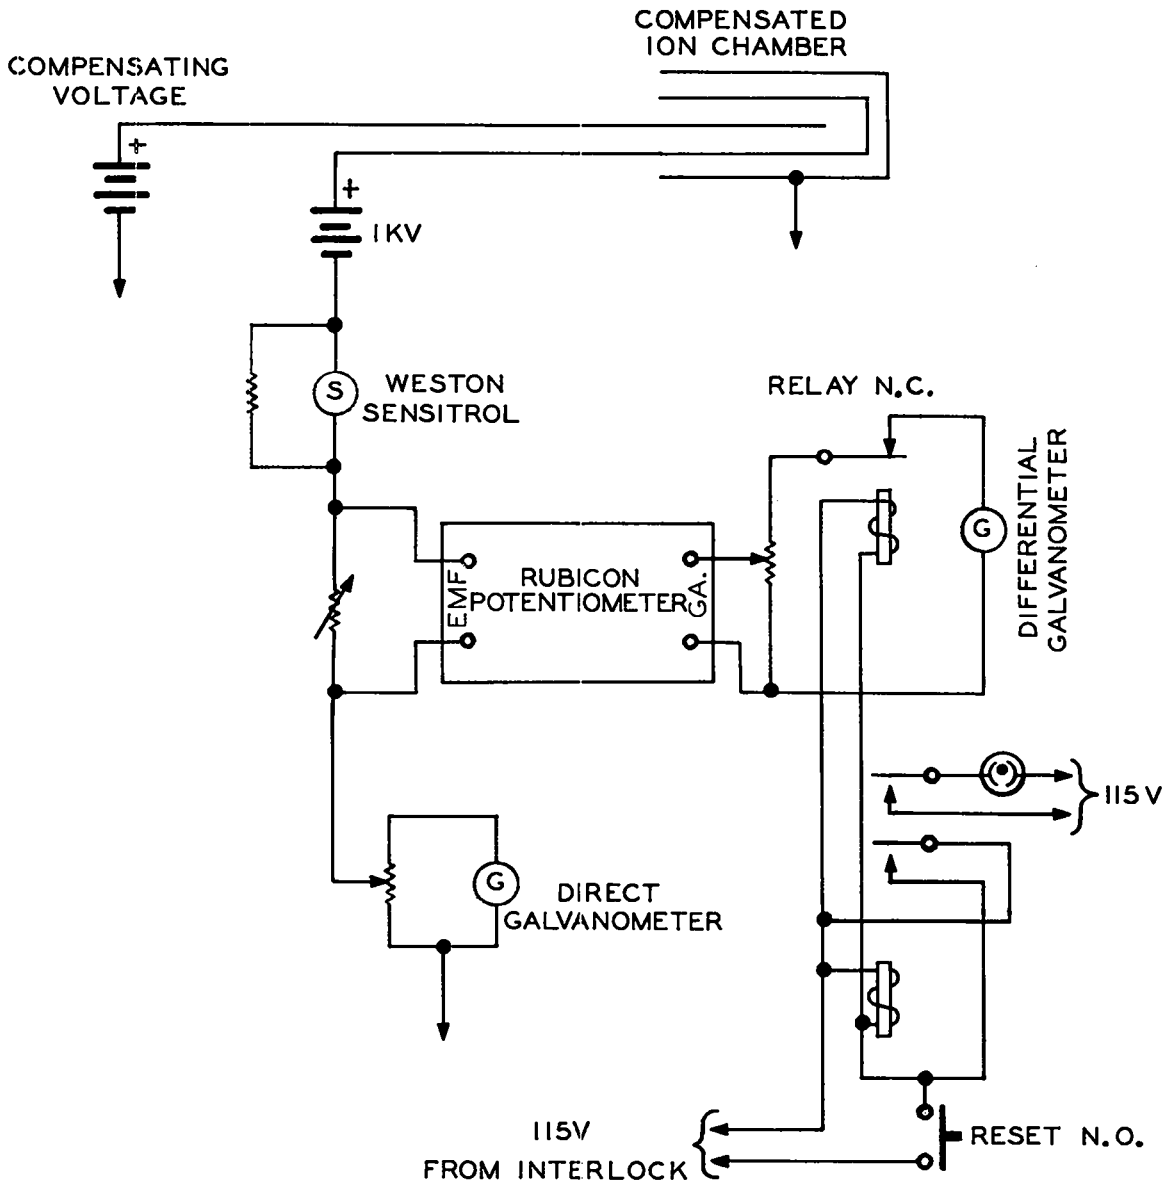 COMPENSATED
ION CHAMBER
COMPENSATING
VOLTAGE
+
+
1KV
S
WESTON
SENSITROL
RELAY N.C.
DIFFERENTIAL
GALVANOMETER
G
EMF
RUBICON
POTENTIOMETER
GA.
115V
G
DIRECT
GALVANOMETER
115V
FROM INTERLOCK
RESET N.O.